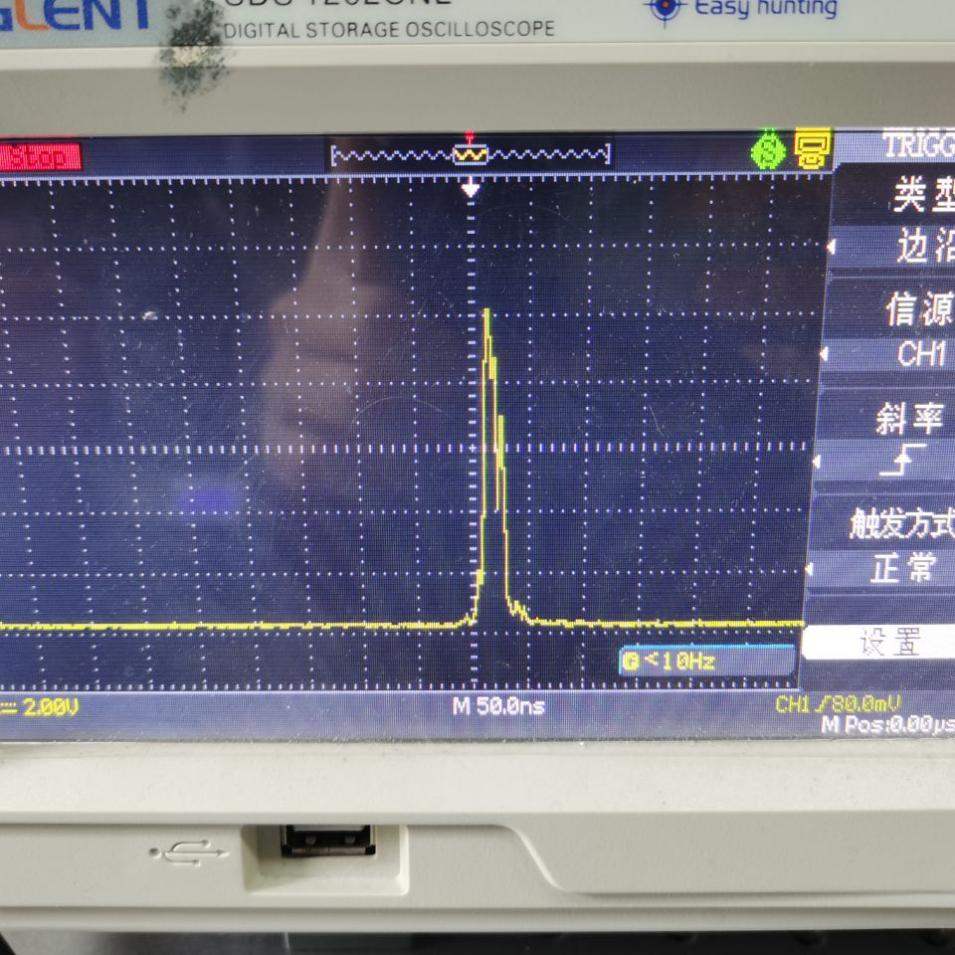 GLENT
Easy hunting
DIGITAL STORAGE OSCILLOSCOPE
Stop
TRIGG
类型
边沿
信源
CH1
斜率
触发方式
正常
设置
<10Hz
2.00V
M 50.0ns
CH1 80.0mV
M Pos:0.00µs